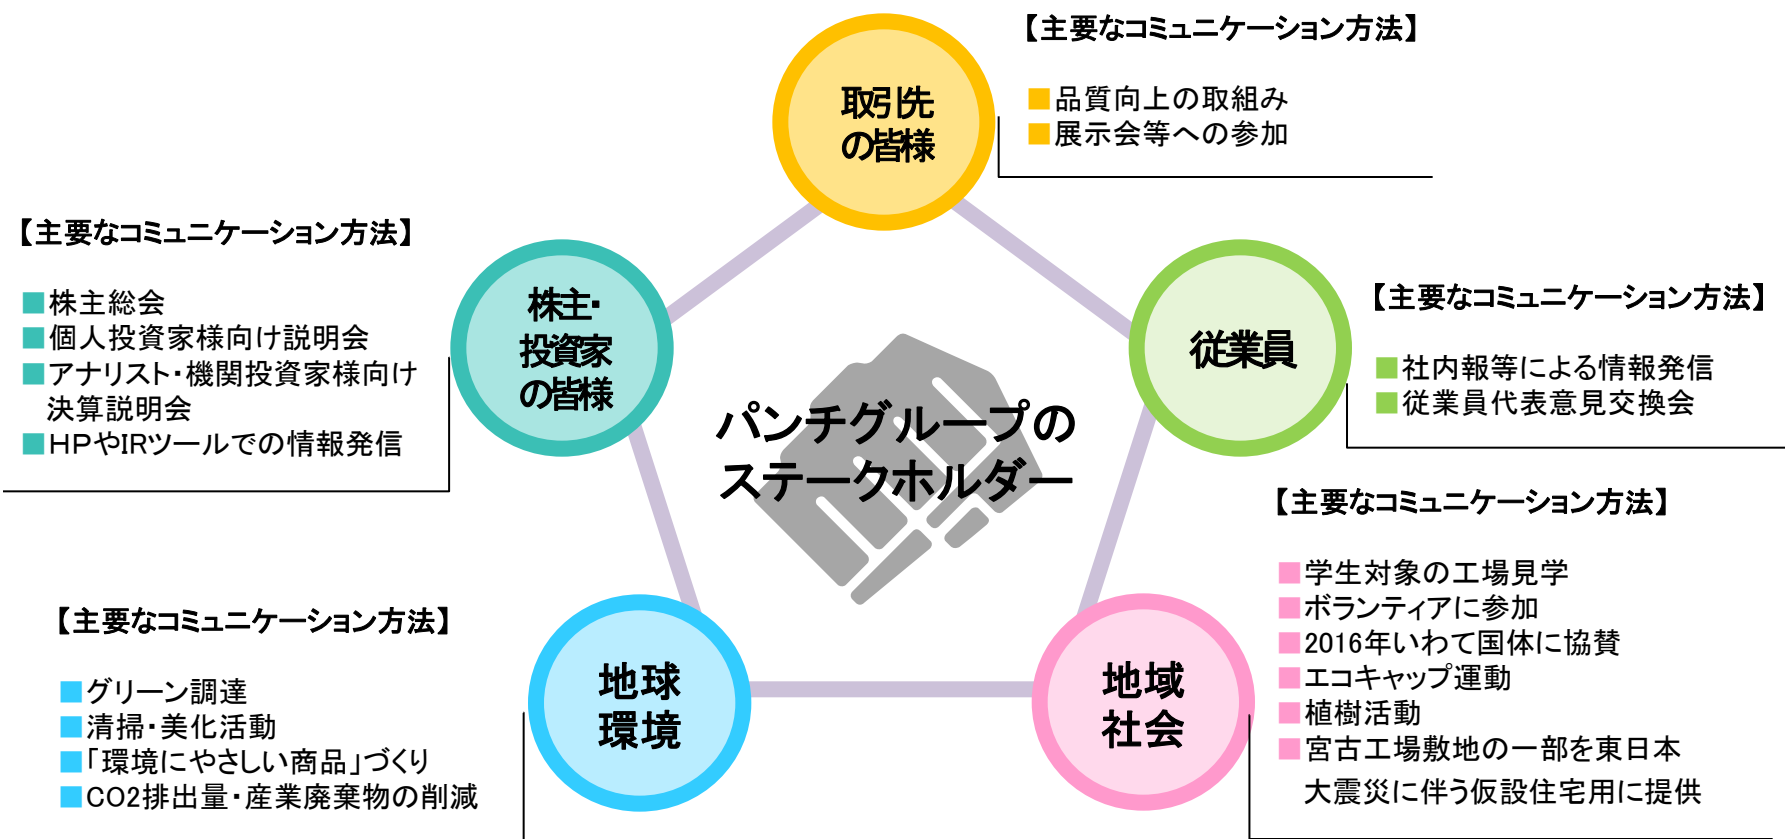 【主要なコミュニケーション方法】
■品質向上の取組み
■展示会等への参加
取引先
の皆様
【主要なコミュニケーション方法】
■株主総会
■個人投資家様向け説明会
■アナリスト・機関投資家様向け
決算説明会
■HPやIRツールでの情報発信
株主・
投資家
の皆様
従業員
【主要なコミュニケーション方法】
■社内報等による情報発信
■従業員代表意見交換会
パンチグループの
ステークホルダー
【主要なコミュニケーション方法】
■グリーン調達
■清掃・美化活動
■「環境にやさしい商品」づくり
■CO2排出量・産業廃棄物の削減
地球
環境
地域
社会
【主要なコミュニケーション方法】
■学生対象の工場見学
■ボランティアに参加
■2016年いわて国体に協賛
■エコキャップ運動
■植樹活動
■宮古工場敷地の一部を東日本
大震災に伴う仮設住宅用に提供